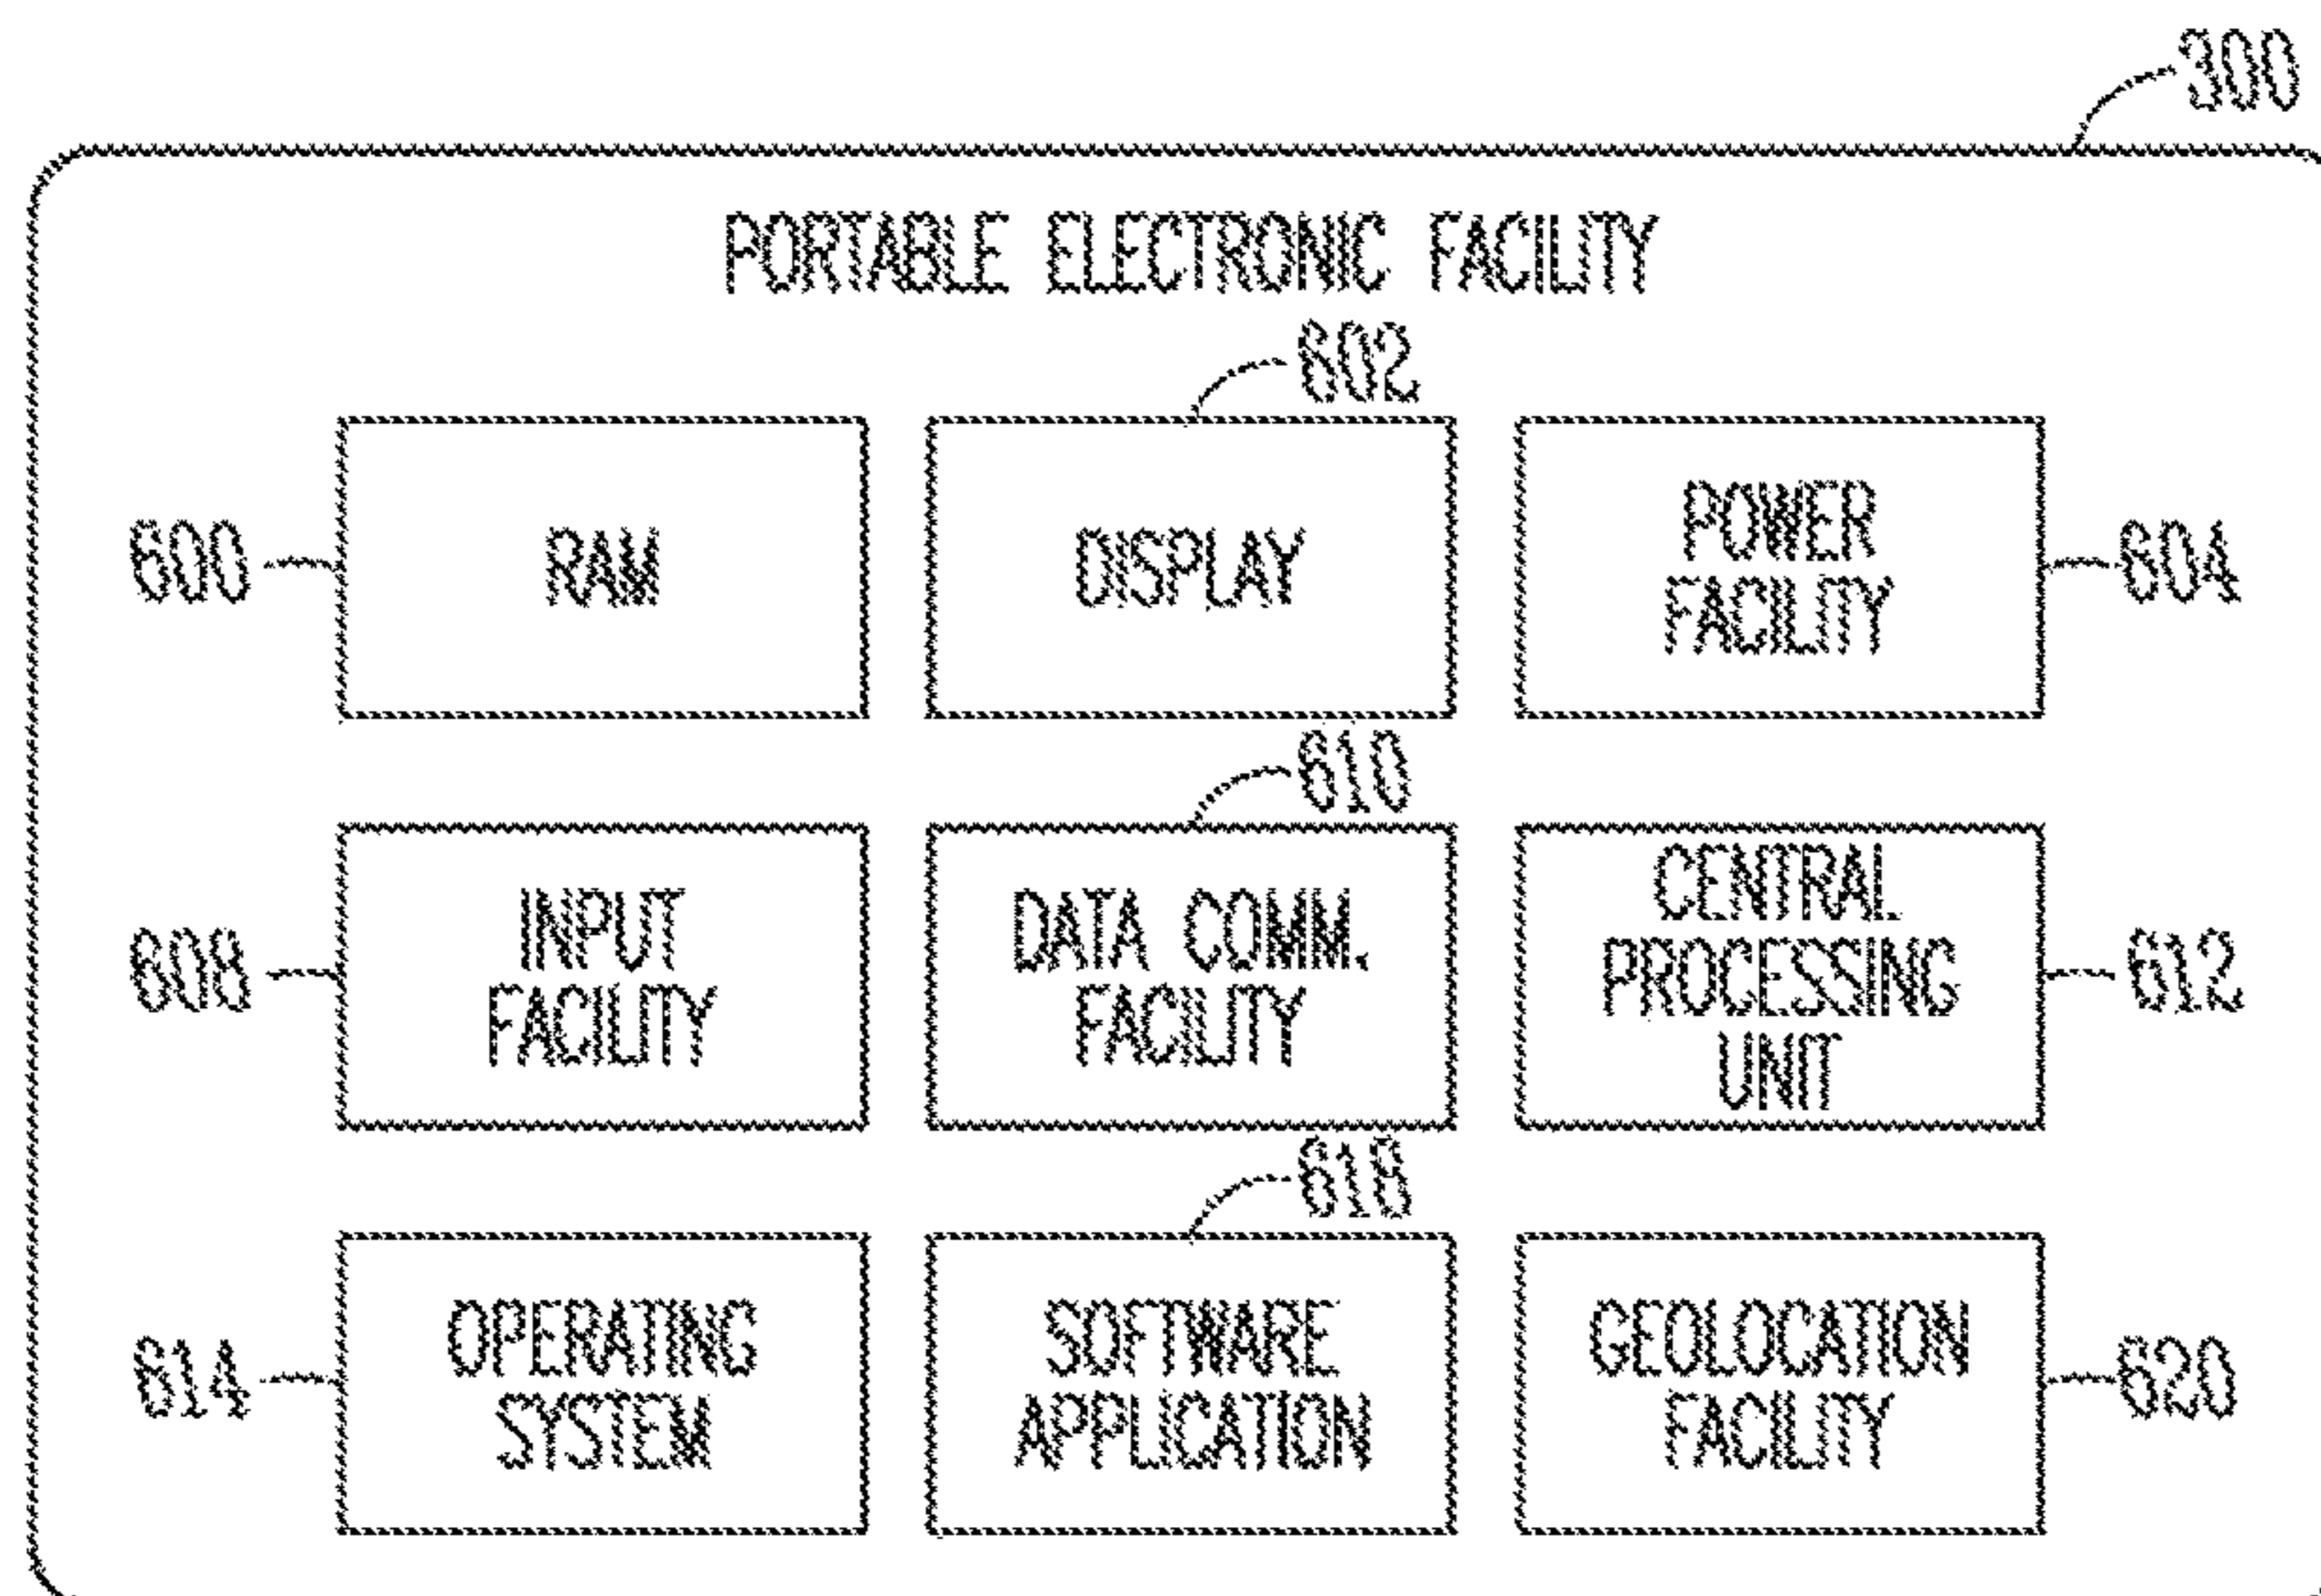 300
PORTABLE ELECTRONIC FACILITY
602
600
RAM
DISPLAY
POWER
FACILITY
604
610
608
INPUT
FACILITY
DATA COMM.
FACILITY
CENTRAL
PROCESSING
UNIT
612
618
614
OPERATING
SYSTEM
SOFTWARE
APPLICATION
GEOLOCATION
FACILITY
620